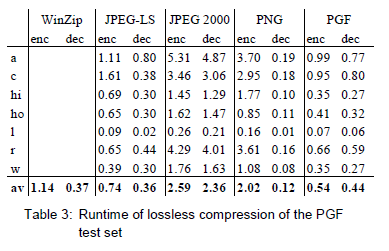 WinZip JPEG-LS JPEG 2000 PNG PGF
enc dec enc dec enc dec enc dec enc dec
a 1.11 0.80 5.31 4.87 3.70 0.19 0.99 0.77
c 1.61 0.38 3.46 3.06 2.95 0.18 0.95 0.80
hi 0.69 0.30 1.45 1.29 1.77 0.10 0.35 0.27
ho 0.65 0.30 1.62 1.47 0.85 0.11 0.41 0.32
l 0.09 0.02 0.26 0.21 0.16 0.01 0.07 0.06
r 0.65 0.44 4.29 4.01 3.61 0.16 0.66 0.59
w 0.39 0.30 1.76 1.63 1.08 0.08 0.35 0.27
av 1.14 0.37 0.74 0.36 2.59 2.36 2.02 0.12 0.54 0.44
Table 3: Runtime of lossless compression of the PGF
test set